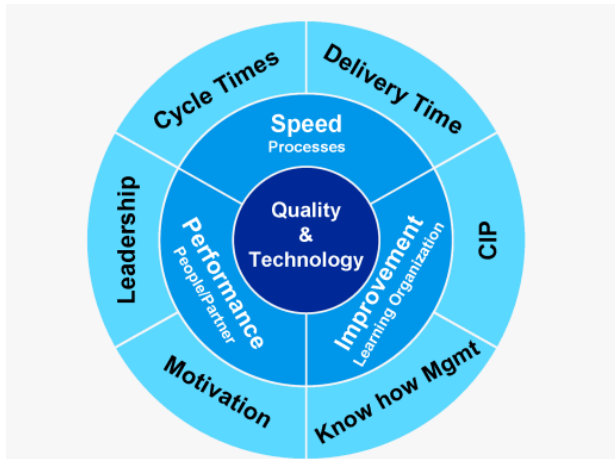 Cycle Times
Delivery Time
Speed
Processes
Leadership
Performance
People/Partner
Quality
&
Technology
Improvement
Learning Organization
CIP
Motivation
Know how Mgmt